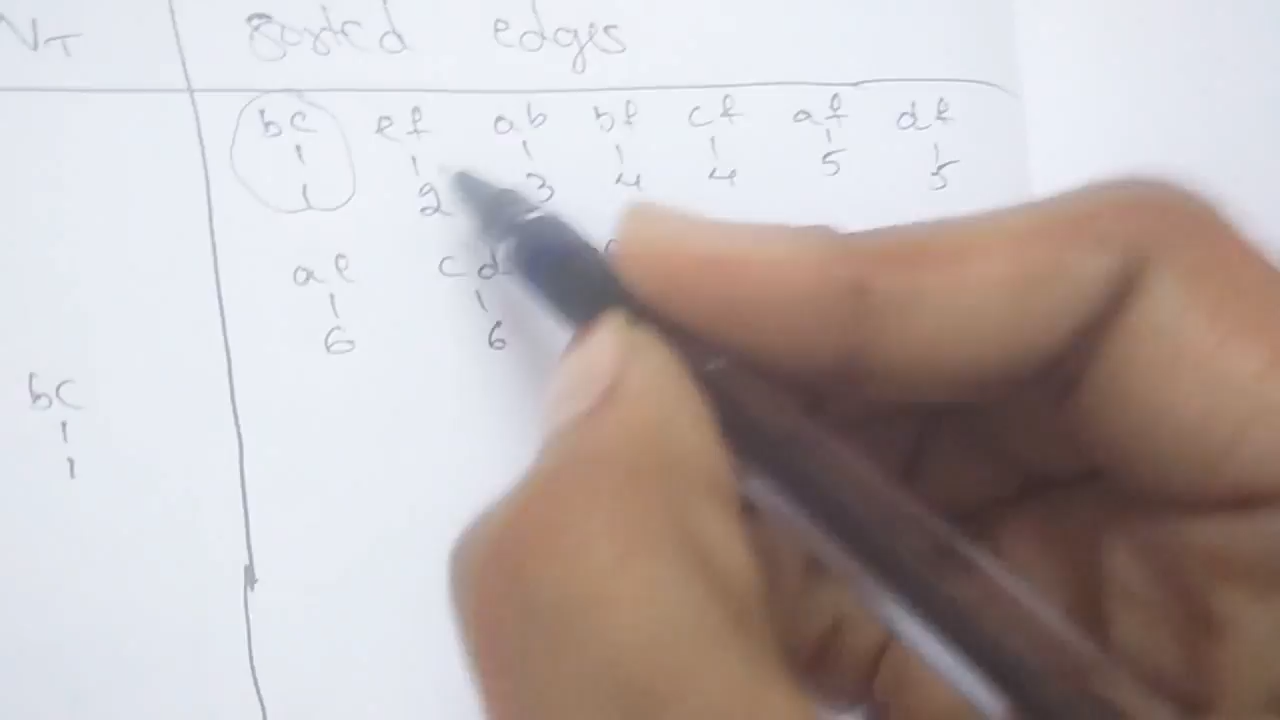 VT sorted edges
bc ef ab bf cf af df
1 2 3 4 4 5 5
ae cd
6 6
bc
1